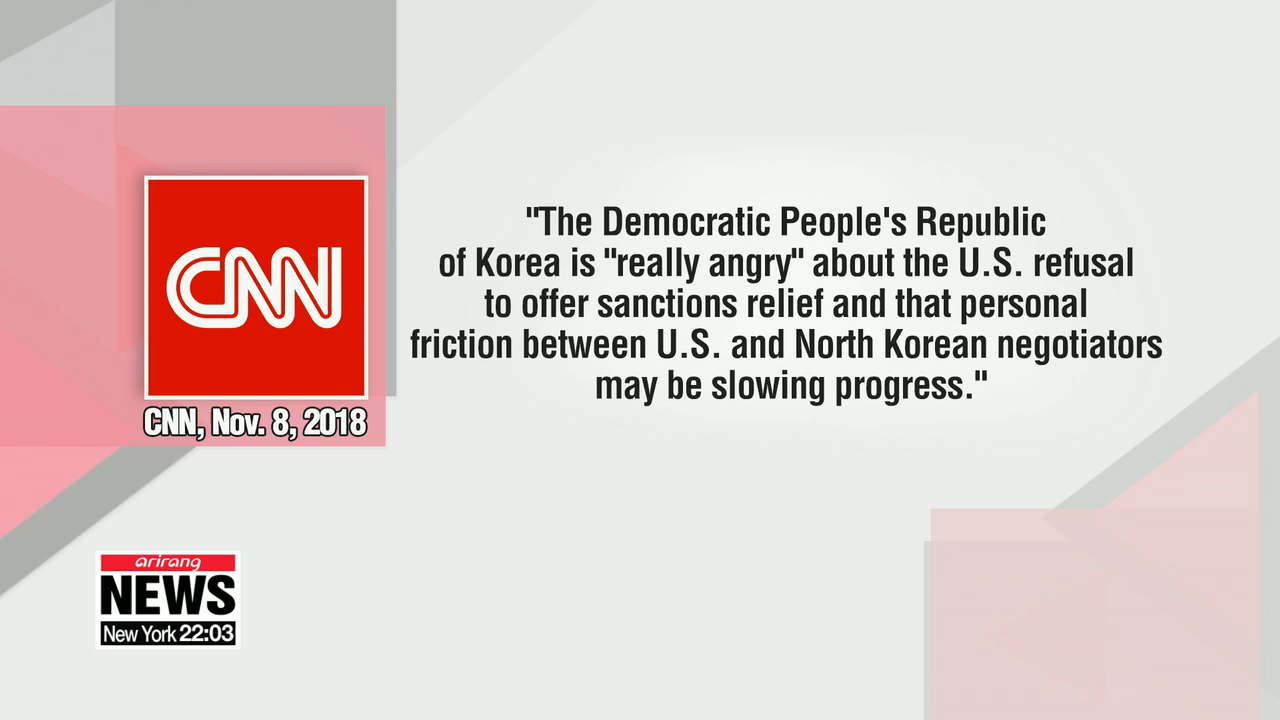 CNN
CNN, Nov. 8, 2018
"The Democratic People's Republic
of Korea is "really angry" about the U.S. refusal
to offer sanctions relief and that personal
friction between U.S. and North Korean negotiators
may be slowing progress."
arirang
NEWS
New York 22:03